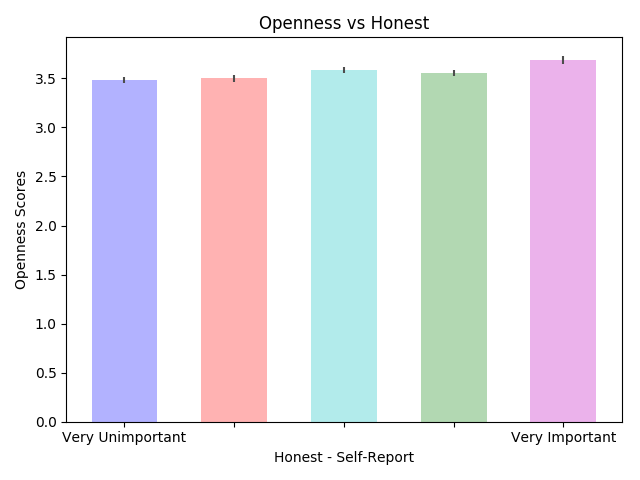 Openness vs Honest
Openness Scores
3.5
3.0
2.5
2.0
1.5
1.0
0.5
0.0
Very Unimportant
Very Important
Honest - Self-Report